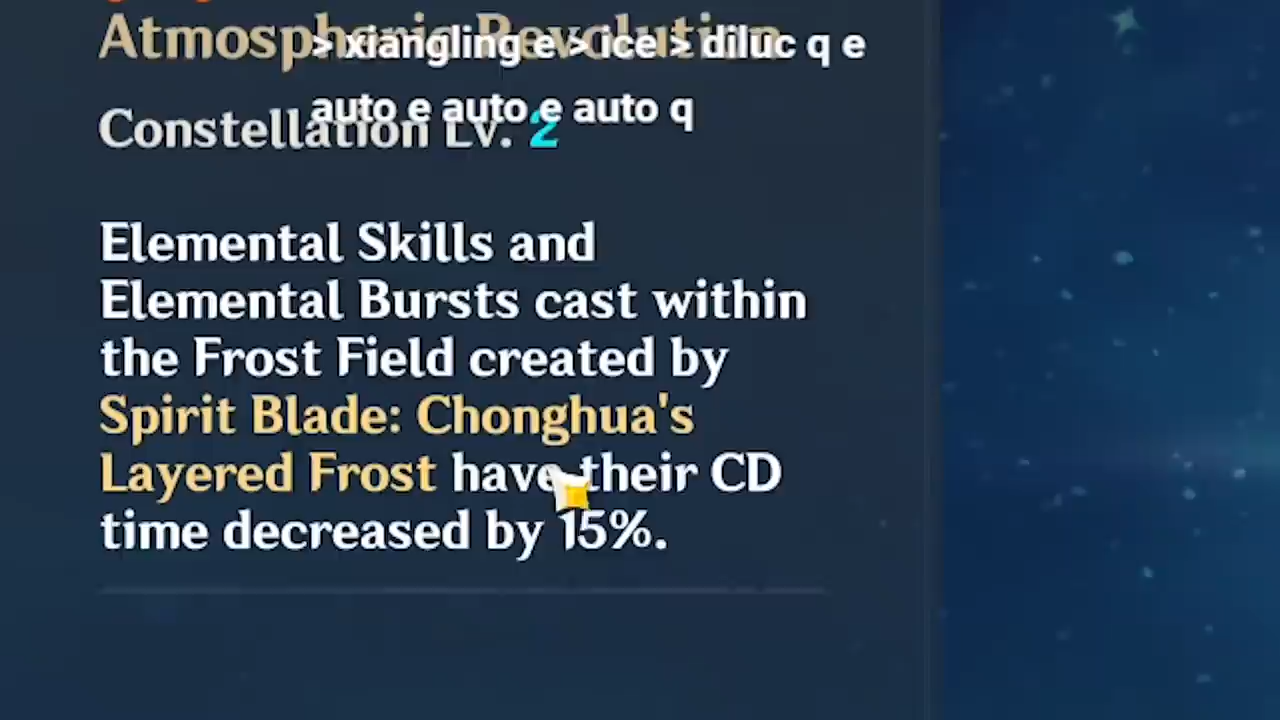 Atmospheric Revolution
> xiangling e > ice > diluc q e
auto e auto e auto q
Constellation Lv. 2
Elemental Skills and
Elemental Bursts cast within
the Frost Field created by
Spirit Blade: Chonghua's
Layered Frost have their CD
time decreased by 15%.